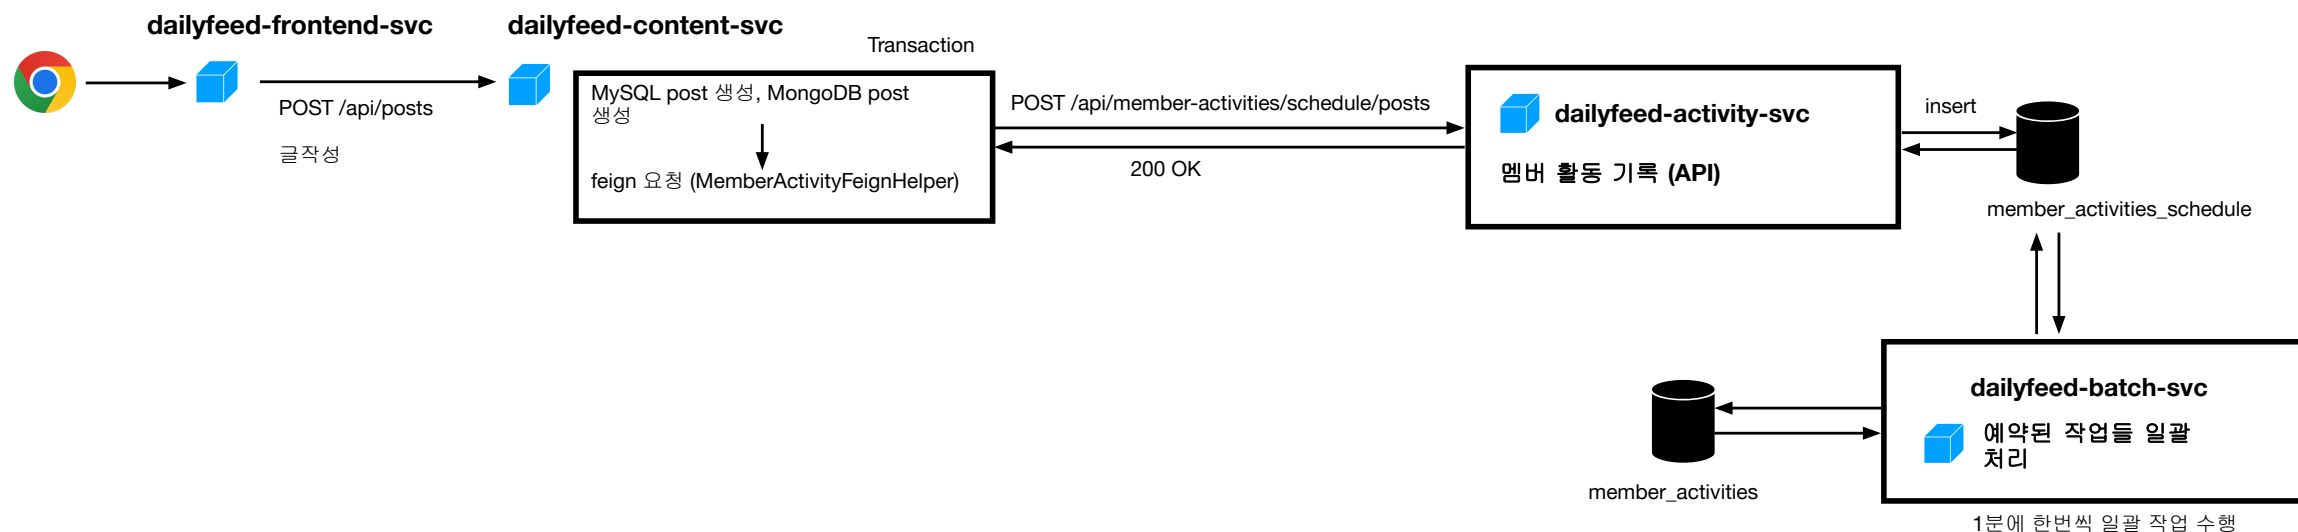 dailyfeed-frontend-svc
dailyfeed-content-svc
Transaction
POST /api/posts
글작성
MySQL post 생성, MongoDB post
생성
feign 요청 (MemberActivityFeignHelper)
POST /api/member-activities/schedule/posts
200 OK
dailyfeed-activity-svc
멤버 활동 기록 (API)
insert
member_activities_schedule
dailyfeed-batch-svc
예약된 작업들 일괄
처리
member_activities
1분에 한번씩 일괄 작업 수행